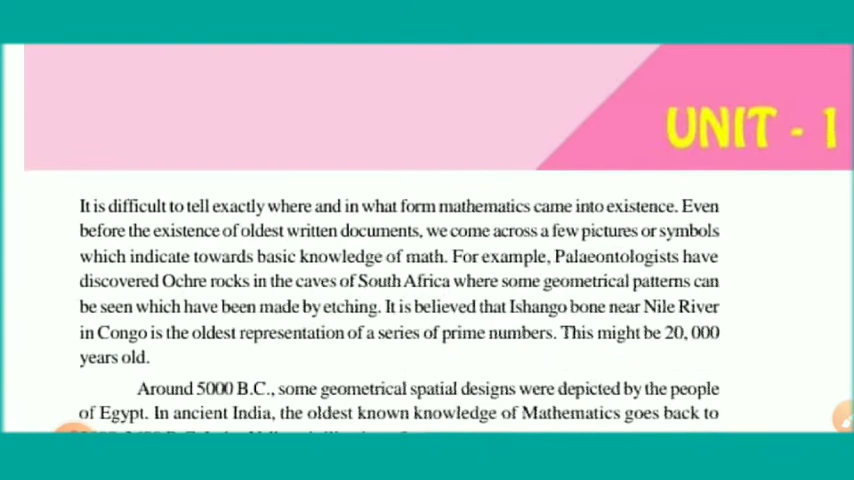 UNIT - 1
It is difficult to tell exactly where and in what form mathematics came into existence. Even
before the existence of oldest written documents, we come across a few pictures or symbols
which indicate towards basic knowledge of math. For example, Palaeontologists have
discovered Ochre rocks in the caves of South Africa where some geometrical patterns can
be seen which have been made by etching. It is believed that Ishango bone near Nile River
in Congo is the oldest representation of a series of prime numbers. This might be 20, 000
years old.
Around 5000 B.C., some geometrical spatial designs were depicted by the people
of Egypt. In ancient India, the oldest known knowledge of Mathematics goes back to